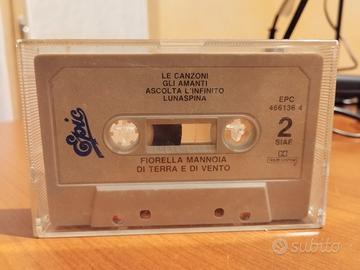 LE CANZONI
GLI AMANTI
ASCOLTA L'INFINITO
LUNASPINA
Epic
EPC
466136 4
2
SIAE
FIORELLA MANNOIA
DI TERRA E DI VENTO
subito